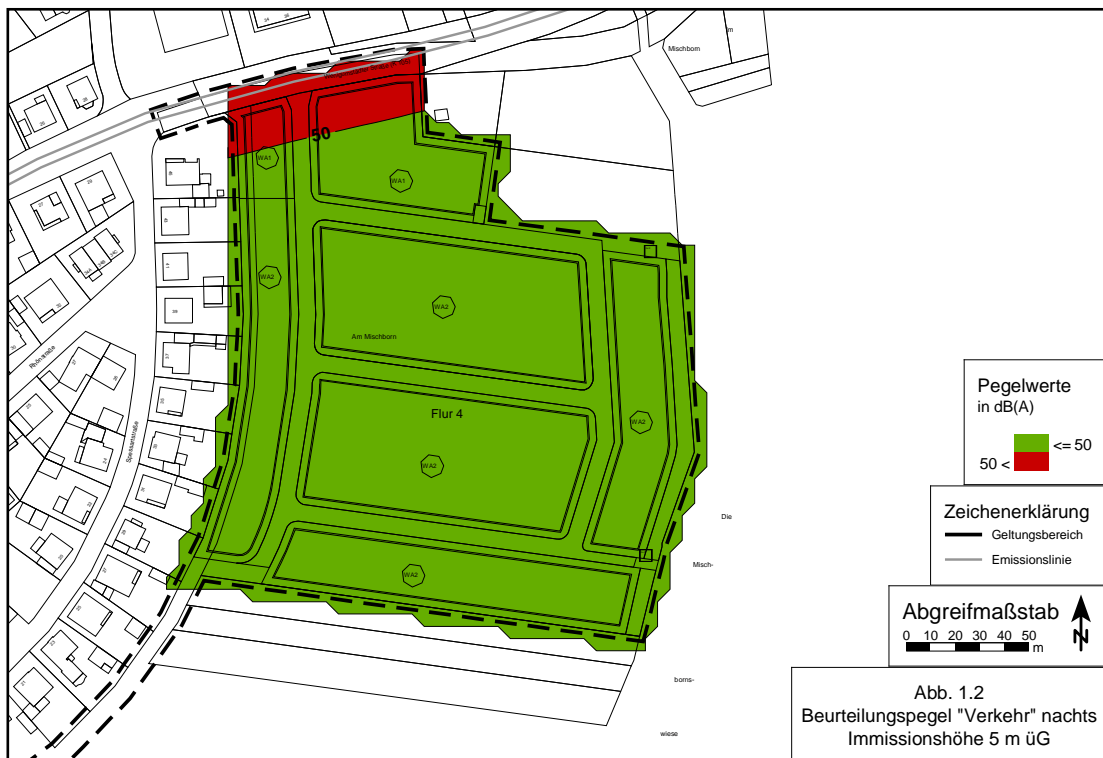 Mischborn
m
50
WA1
WA1
WA2
WA2
Am Mischborn
Flur 4
WA2
WA2
WA2
Rhönstraße
Spessartstraße
Die
Misch-
borns-
wiese
Pegelwerte
in dB(A)
<= 50
50 <
Zeichenerklärung
Geltungsbereich
Emissionslinie
Abgreifmaßstab
0 10 20 30 40 50
m
N
Abb. 1.2
Beurteilungspegel "Verkehr" nachts
Immissionshöhe 5 m üG